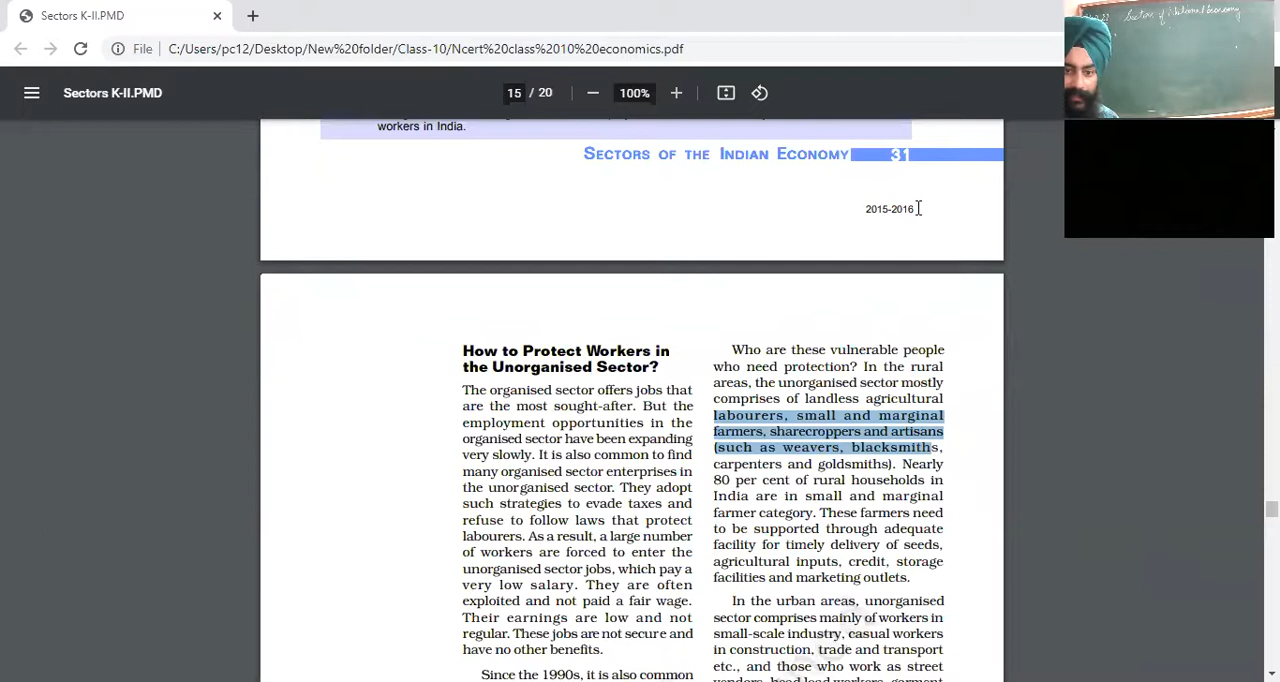 Sectors K-II.PMD
File
C:/Users/pc12/Desktop/New%20folder/Class-10/Ncert%20class%2010%20economics.pdf
Sectors K-II.PMD
15 / 20
100%
Sectors of Economy
workers in India.
SECTORS OF THE INDIAN ECONOMY 31
2015-2016
How to Protect Workers in
the Unorganised Sector?
The organised sector offers jobs that
are the most sought-after. But the
employment opportunities in the
organised sector have been expanding
very slowly. It is also common to find
many organised sector enterprises in
the unorganised sector. They adopt
such strategies to evade taxes and
refuse to follow laws that protect
labourers. As a result, a large number
of workers are forced to enter the
unorganised sector jobs, which pay a
very low salary. They are often
exploited and not paid a fair wage.
Their earnings are low and not
regular. These jobs are not secure and
have no other benefits.
Since the 1990s, it is also common
Who are these vulnerable people
who need protection? In the rural
areas, the unorganised sector mostly
comprises of landless agricultural
labourers, small and marginal
farmers, sharecroppers and artisans
(such as weavers, blacksmiths,
carpenters and goldsmiths). Nearly
80 per cent of rural households in
India are in small and marginal
farmer category. These farmers need
to be supported through adequate
facility for timely delivery of seeds,
agricultural inputs, credit, storage
facilities and marketing outlets.
In the urban areas, unorganised
sector comprises mainly of workers in
small-scale industry, casual workers
in construction, trade and transport
etc., and those who work as street
vendors, head load workers, garment